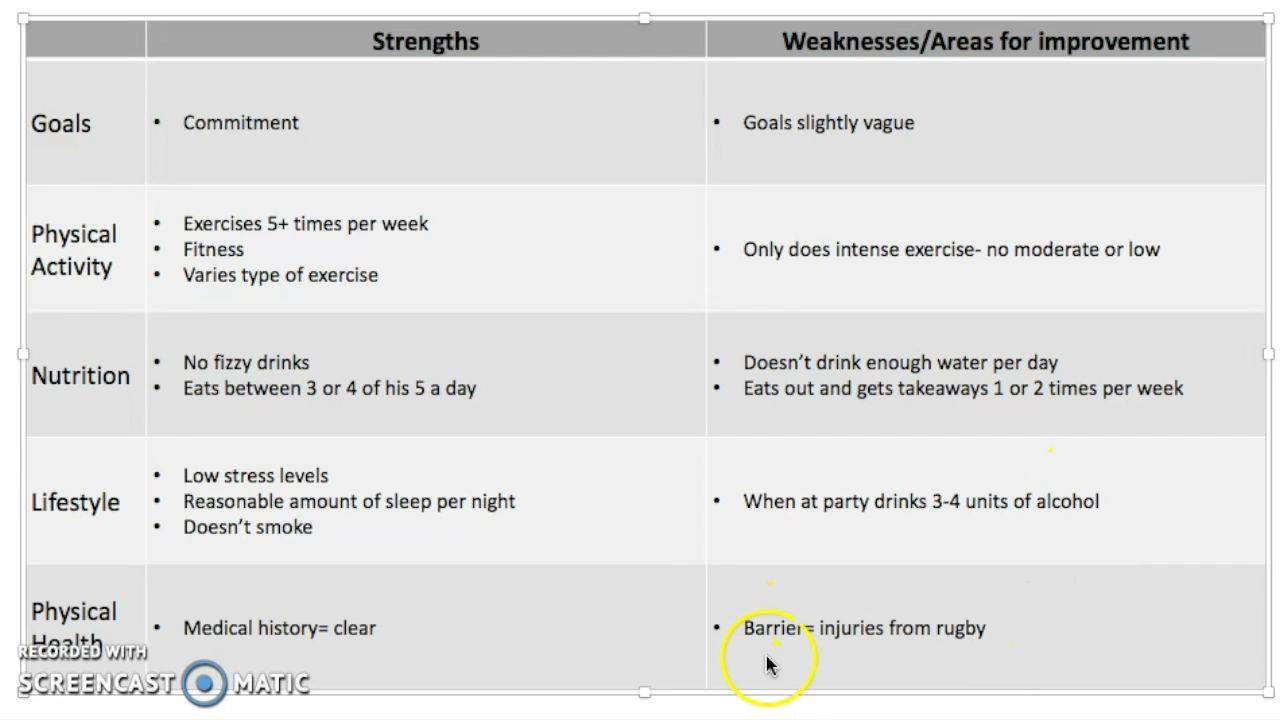 Strengths
Weaknesses/Areas for improvement
Goals
• Commitment
• Goals slightly vague
Physical
Activity
• Exercises 5+ times per week
• Fitness
• Varies type of exercise
• Only does intense exercise- no moderate or low
Nutrition
• No fizzy drinks
• Eats between 3 or 4 of his 5 a day
• Doesn’t drink enough water per day
• Eats out and gets takeaways 1 or 2 times per week
Lifestyle
• Low stress levels
• Reasonable amount of sleep per night
• Doesn’t smoke
• When at party drinks 3-4 units of alcohol
Physical
Health
• Medical history= clear
• Barrier= injuries from rugby
RECORDED WITH
SCREENCAST MATIC